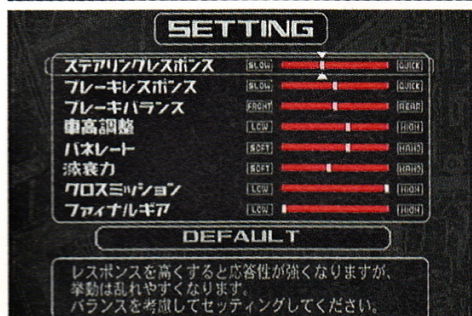 SETTING
ステアリングレスポンス SLOW QUICK
ブレーキレスポンス SLOW QUICK
ブレーキバランス FRONT REAR
車高調整 LOW HIGH
バネレート SOFT HARD
減衰力 SOFT HARD
クロスミッション LOW HIGH
ファイナルギア LOW HIGH
DEFAULT
レスポンスを高くすると応答性が強くなりますが、
挙動は乱れやすくなります。
バランスを考慮してセッティングしてください。